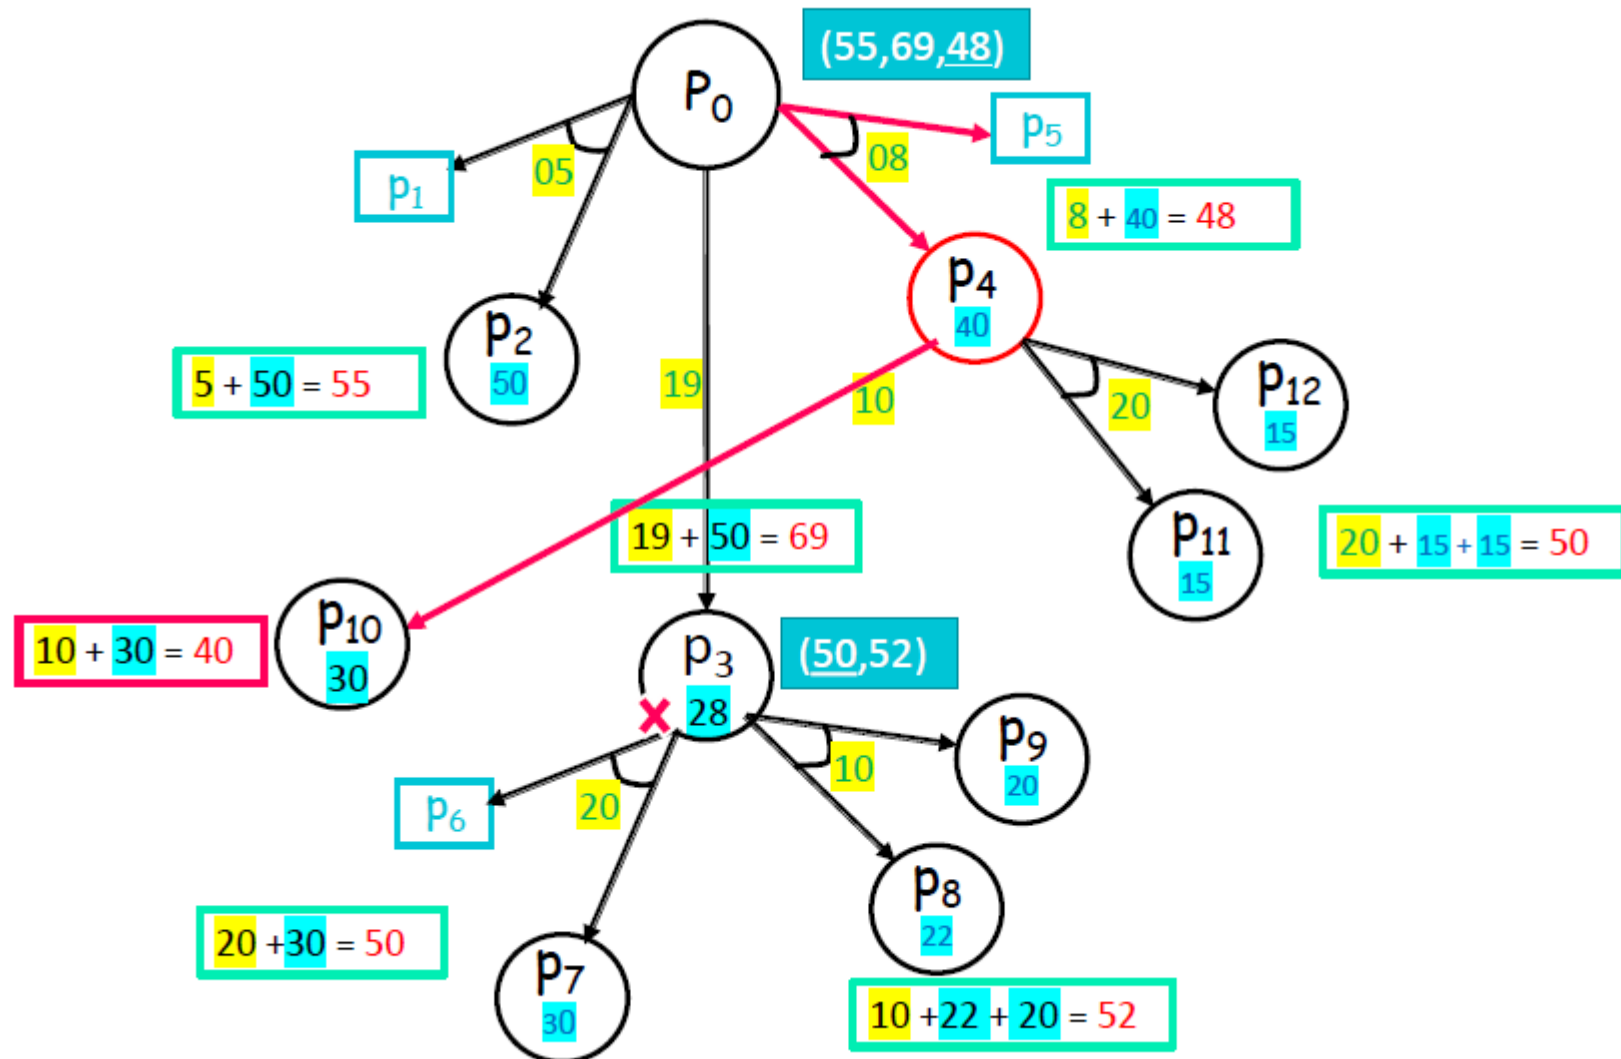 (55,69,48)
P₀
p₅
05
08
p₁
8 + 40 = 48
p₄
40
p₂
50
5 + 50 = 55
19
10
20
p₁₂
15
19 + 50 = 69
p₁₁
15
20 + 15 + 15 = 50
10 + 30 = 40
p₁₀
30
p₃
28
(50,52)
p₉
20
10
p₆
20
p₈
22
20 +30 = 50
p₇
30
10 +22 + 20 = 52